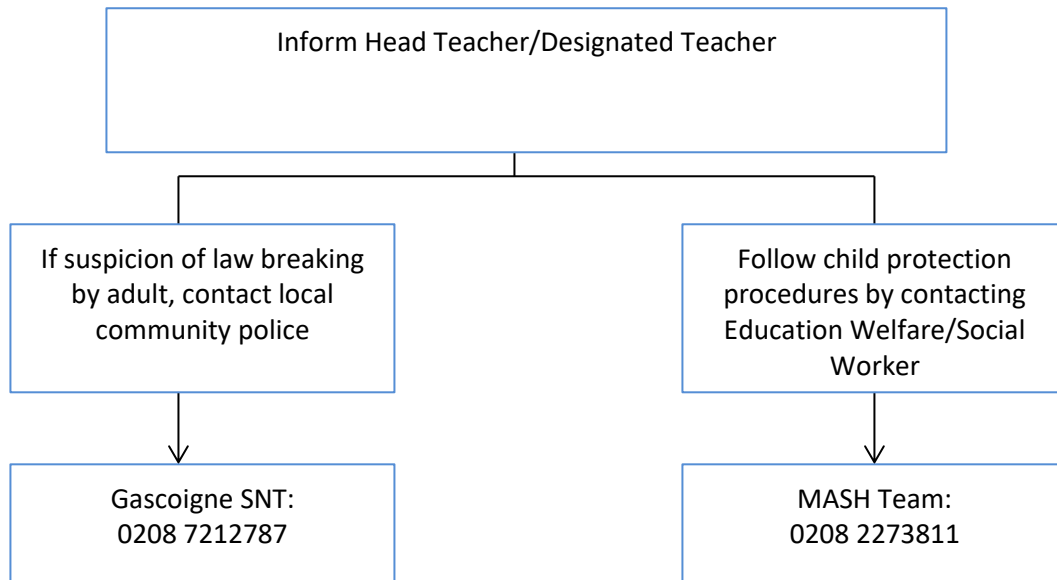 Inform Head Teacher/Designated Teacher
If suspicion of law breaking
by adult, contact local
community police
Follow child protection
procedures by contacting
Education Welfare/Social
Worker
Gascoigne SNT:
0208 7212787
MASH Team:
0208 2273811